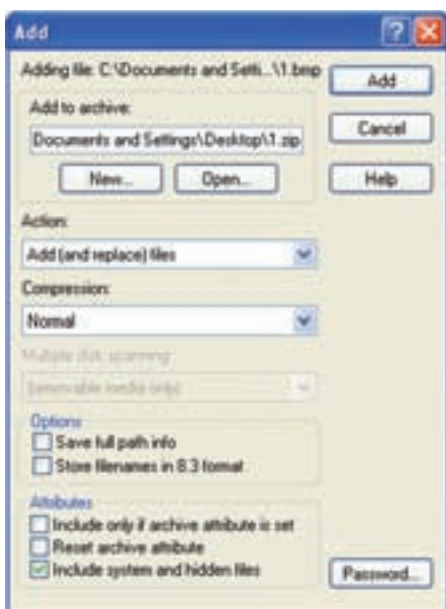 Add
Adding file: C:\Documents and Setti...\1.bmp
Add
Add to archive:
Documents and Settings\Desktop\1.zip
Cancel
New...
Open...
Help
Action:
Add (and replace) files
Compression:
Normal
Multiple disk spanning:
(removable media only)
Options
Save full path info
Store filenames in 8.3 format
Attributes
Include only if archive attribute is set
Reset archive attribute
Include system and hidden files
Password...